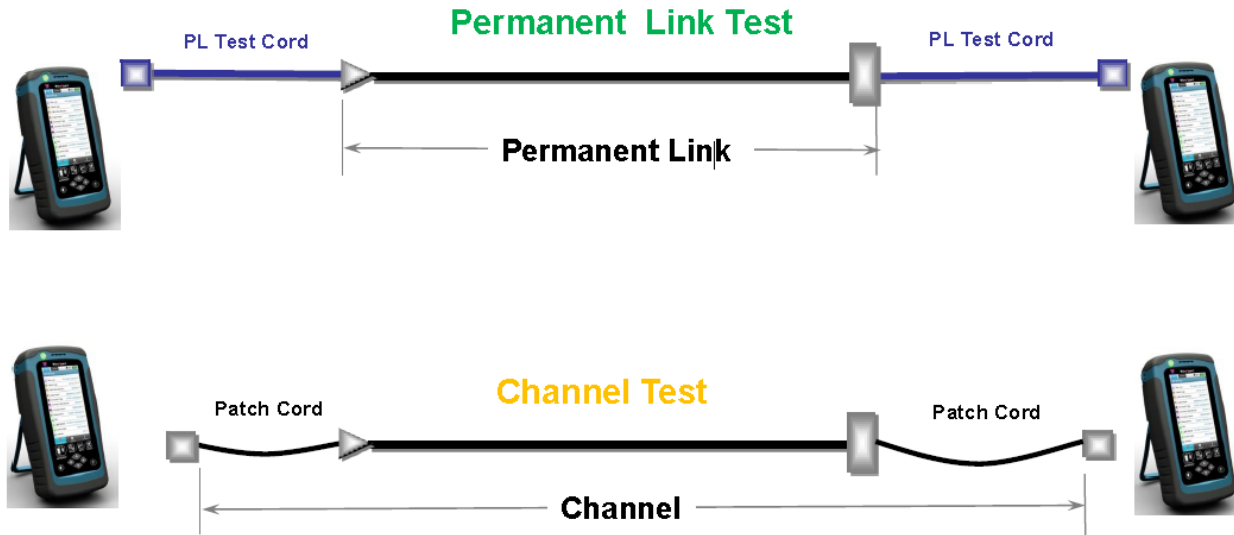 Permanent Link Test
PL Test Cord
PL Test Cord
Permanent Link
Channel Test
Patch Cord
Patch Cord
Channel